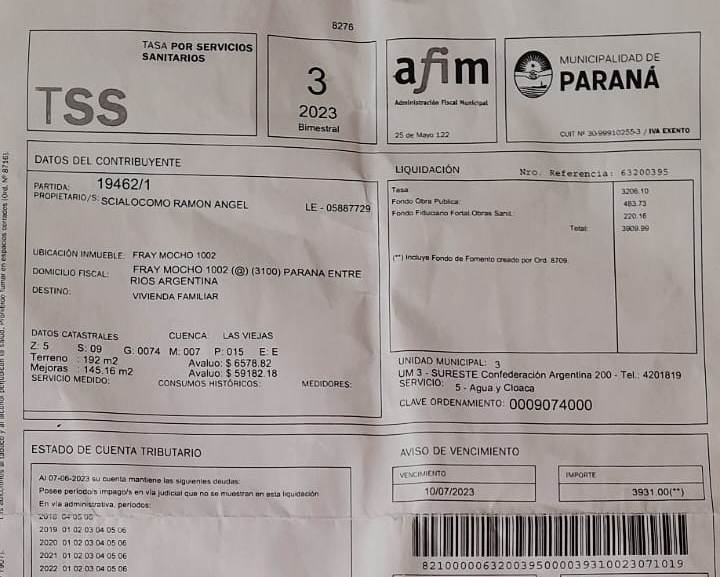 8276
TASA POR SERVICIOS
SANITARIOS
TSS
3
2023
Bimestral
afim
Administración Fiscal Municipal
25 de Mayo 122
MUNICIPALIDAD DE
PARANÁ
CUIT Nº 30-99910255-3 / IVA EXENTO
DATOS DEL CONTRIBUYENTE
PARTIDA: 19462/1
PROPIETARIO/S: SCIALOCOMO RAMON ANGEL LE - 05887729
UBICACIÓN INMUEBLE: FRAY MOCHO 1002
DOMICILIO FISCAL: FRAY MOCHO 1002 (@) (3100) PARANA ENTRE
RIOS ARGENTINA
DESTINO: VIVIENDA FAMILIAR
DATOS CATASTRALES CUENCA: LAS VIEJAS
Z: 5 S: 09 G: 0074 M: 007 P: 015 E: E
Terreno : 192 m2 Avaluo: $ 6578.82
Mejoras : 145.16 m2 Avaluo: $ 59182.18
SERVICIO MEDIDO: CONSUMOS HISTÓRICOS: MEDIDORES:
LIQUIDACIÓN Nro. Referencia: 63200395
Tasa 3206.10
Fondo Obra Publica: 483.73
Fondo Fiduciario Fortal.Obras Sanit.: 220.16
Total: 3909.99
(**) Incluye Fondo de Fomento creado por Ord. 8709.
UNIDAD MUNICIPAL: 3
UM 3 - SURESTE Confederación Argentina 200 - Tel.: 4201819
SERVICIO: 5 - Agua y Cloaca
CLAVE ORDENAMIENTO: 0009074000
ESTADO DE CUENTA TRIBUTARIO
Al 07-06-2023 su cuenta mantiene las siguientes deudas:
Posee período/s impago/s en vía judicial que no se muestran en esta liquidación
En vía administrativa, períodos:
2018 04 05 06
2019 01 02 03 04 05 06
2020 01 02 03 04 05 06
2021 01 02 03 04 05 06
2022 01 02 03 04 05 06
AVISO DE VENCIMIENTO
VENCIMIENTO
10/07/2023
IMPORTE
3931.00(**)
8210000063200395000039310023071019